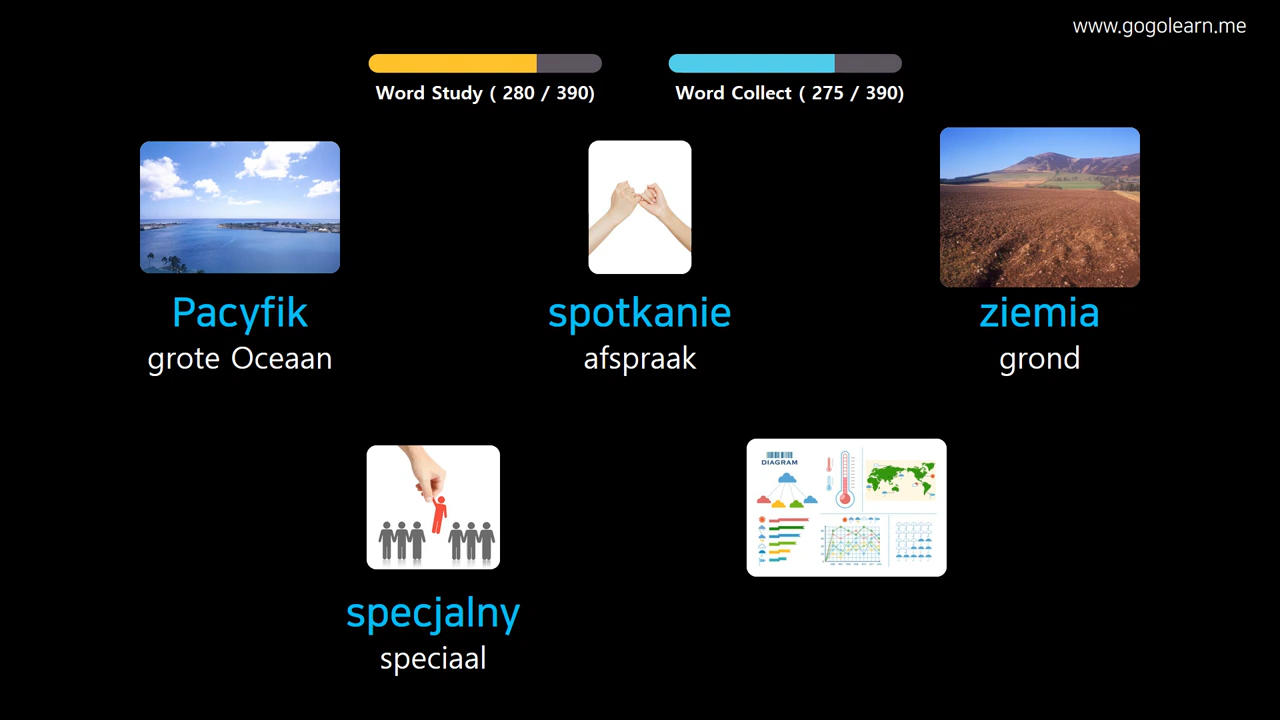 www.gogolearn.me
Word Study ( 280 / 390)
Word Collect ( 275 / 390)
Pacyfik
grote Oceaan
spotkanie
afspraak
ziemia
grond
specjalny
speciaal
DIAGRAM